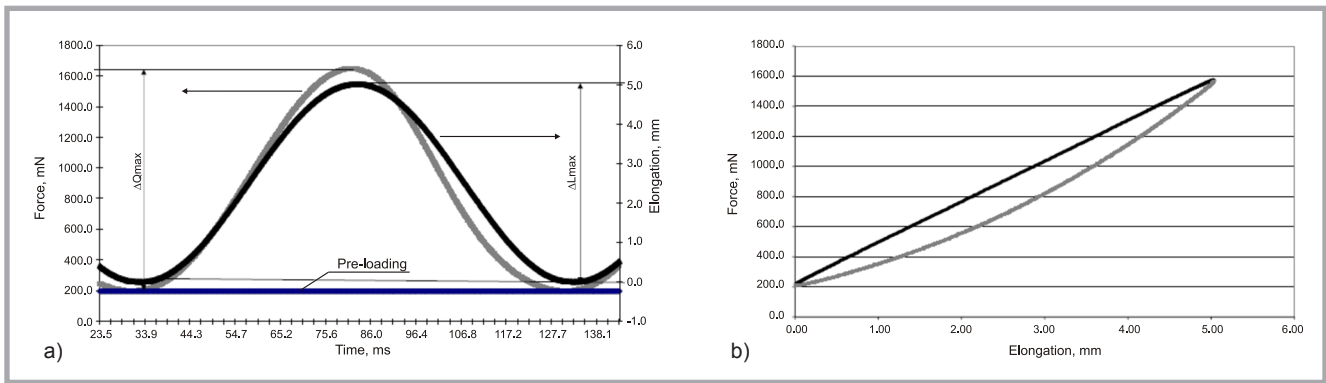 1800.0
1600.0
1400.0
1200.0
1000.0
800.0
600.0
400.0
200.0
0.0
Force, mN
ΔQmax
ΔLmax
Pre-loading
6.0
5.0
4.0
3.0
2.0
1.0
0.0
-1.0
Elongation, mm
23.5 33.9 44.3 54.7 65.2 75.6 86.0 96.4 106.8 117.2 127.7 138.1
Time, ms
a)
1800.0
1600.0
1400.0
1200.0
1000.0
800.0
600.0
400.0
200.0
0.0
Force, mN
0.00 1.00 2.00 3.00 4.00 5.00 6.00
Elongation, mm
b)